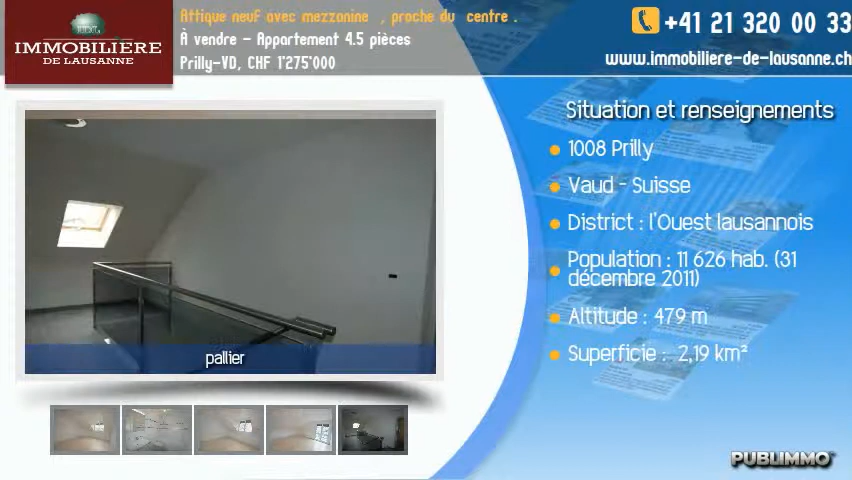 IMMOBILIÈRE
DE LAUSANNE
Attique neuf avec mezzanine , proche du centre .
À vendre - Appartement 4.5 pièces
Prilly-VD, CHF 1'275'000
+41 21 320 00 33
www.immobiliere-de-lausanne.ch
pallier
Situation et renseignements
1008 Prilly
Vaud - Suisse
District : l'Ouest lausannois
Population : 11 626 hab. (31
décembre 2011)
Altitude : 479 m
Superficie : 2,19 km²
PUBLIMMO